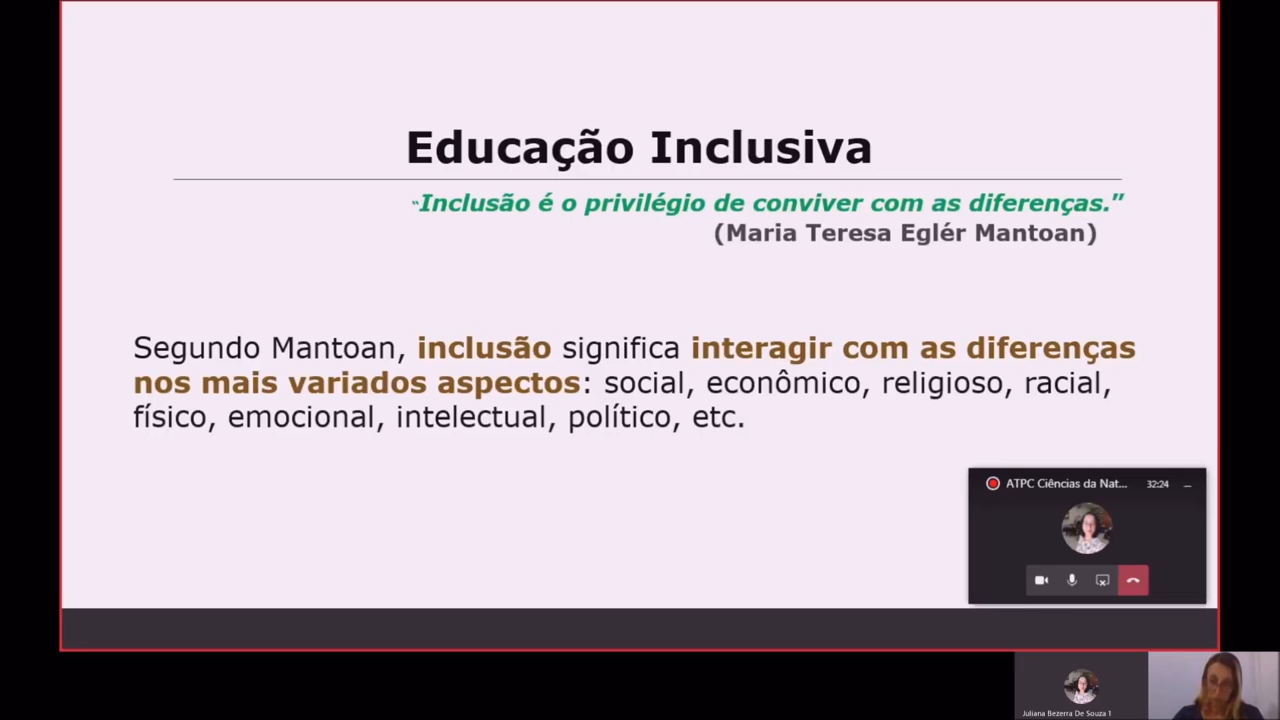 Educação Inclusiva
“Inclusão é o privilégio de conviver com as diferenças.”
(Maria Teresa Eglér Mantoan)
Segundo Mantoan, inclusão significa interagir com as diferenças
nos mais variados aspectos: social, econômico, religioso, racial,
físico, emocional, intelectual, político, etc.
ATPC Ciências da Nat... 32:24
Juliana Bezerra De Souza 1